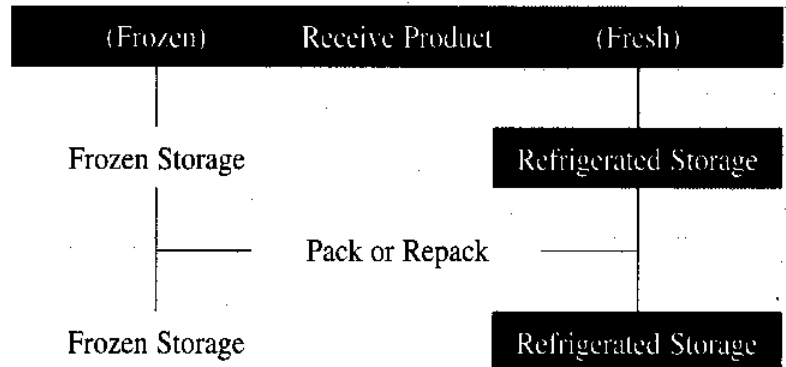 (Frozen) Receive Product (Fresh)
Frozen Storage Refrigerated Storage
Pack or Repack
Frozen Storage Refrigerated Storage